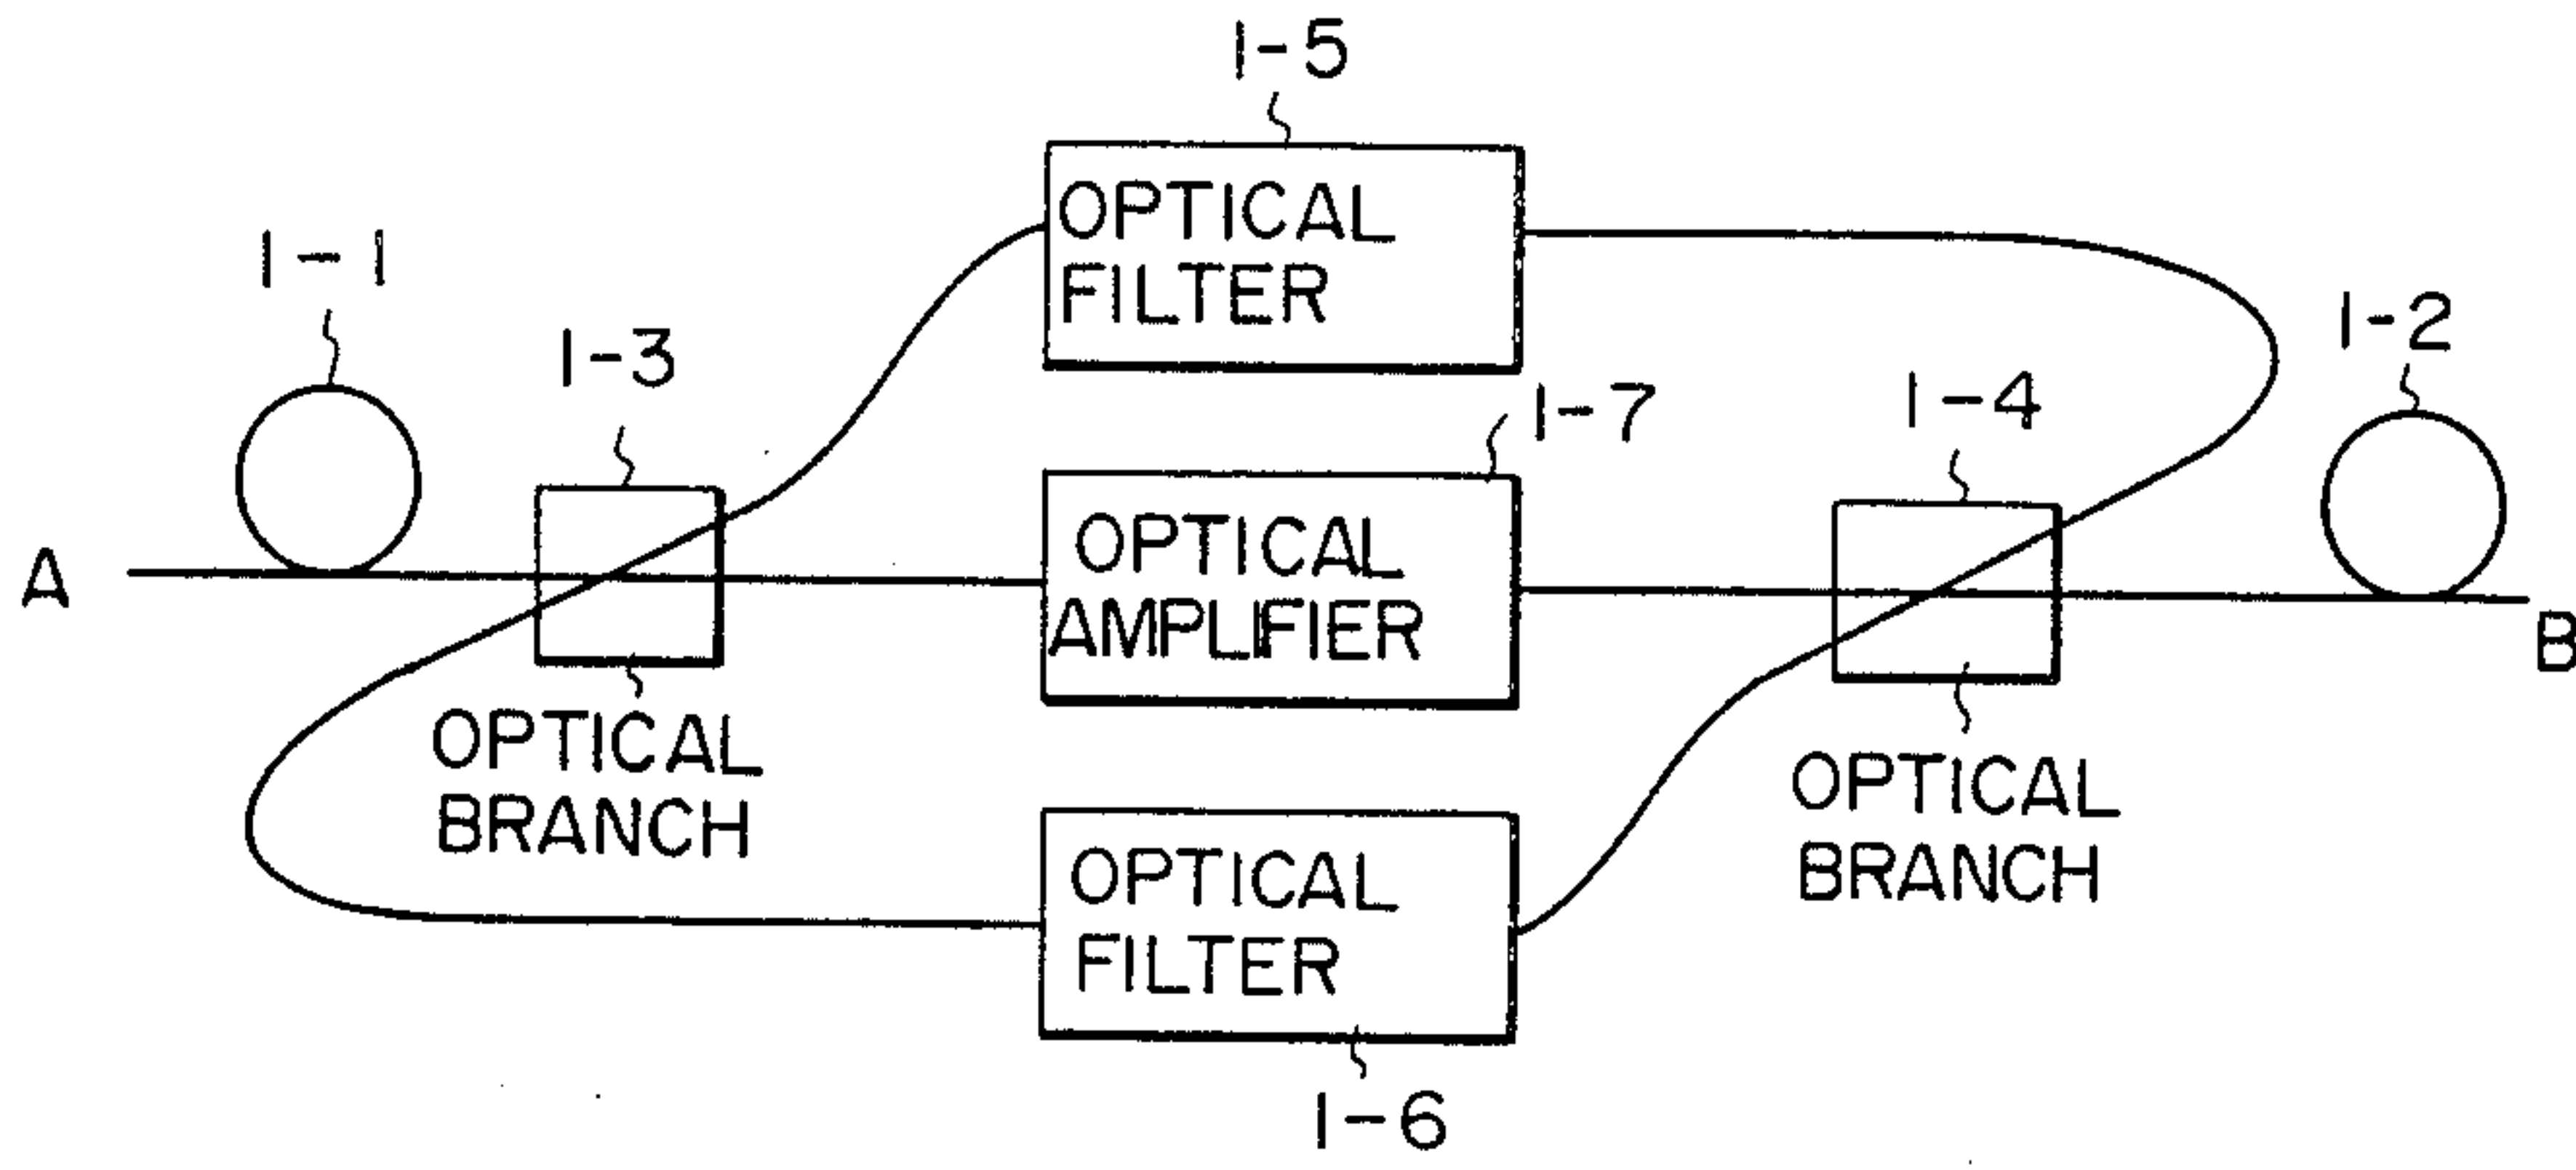 1-5
OPTICAL
FILTER
1-1
1-3
1-7
1-4
1-2
A
OPTICAL
AMPLIFIER
B
OPTICAL
BRANCH
OPTICAL
BRANCH
OPTICAL
FILTER
1-6